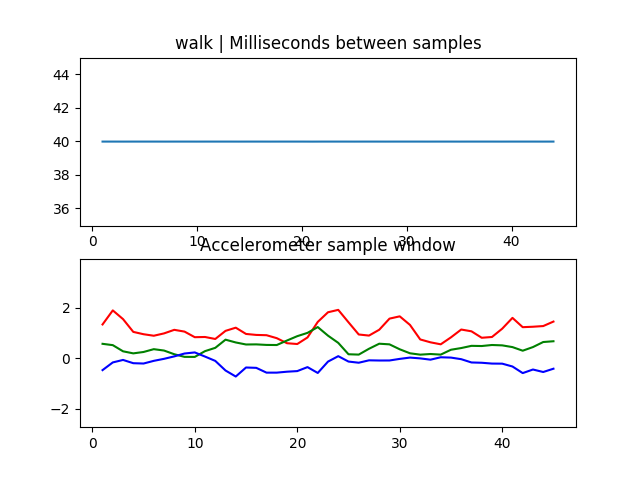 walk | Milliseconds between samples
44
42
40
38
36
0 10 20 30 40
Accelerometer sample window
2
0
−2
0 10 20 30 40